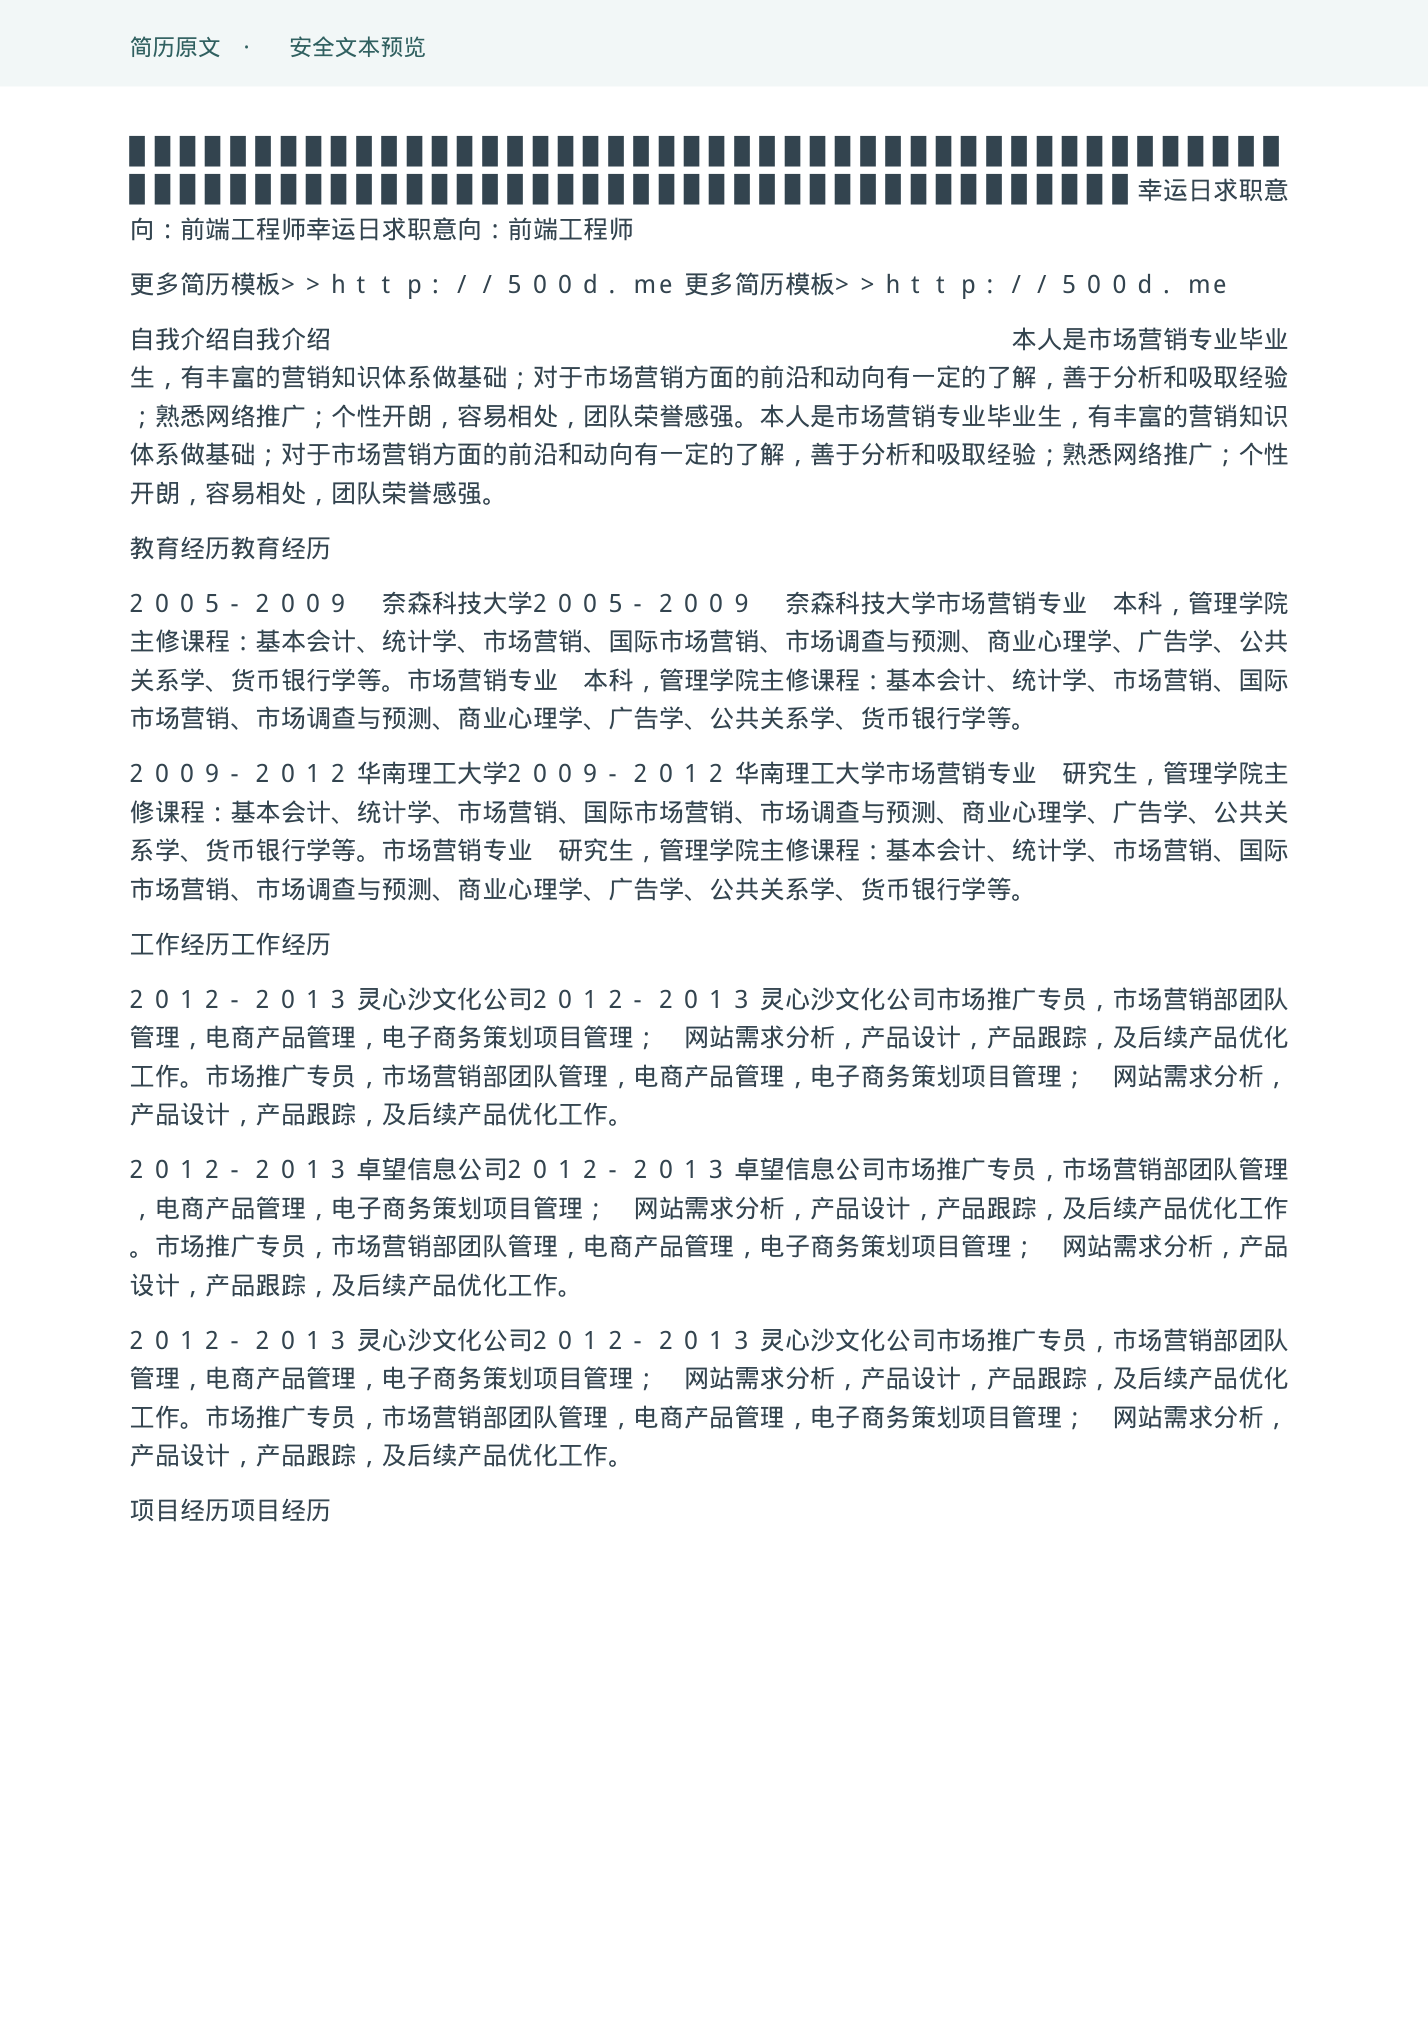 简历原文 · 安全文本预览
幸运日求职意
向：前端工程师幸运日求职意向：前端工程师
更多简历模板>>http://500d.me更多简历模板>>http://500d.me
自我介绍自我介绍 本人是市场营销专业毕业
生，有丰富的营销知识体系做基础；对于市场营销方面的前沿和动向有一定的了解，善于分析和吸取经验
；熟悉网络推广；个性开朗，容易相处，团队荣誉感强。本人是市场营销专业毕业生，有丰富的营销知识
体系做基础；对于市场营销方面的前沿和动向有一定的了解，善于分析和吸取经验；熟悉网络推广；个性
开朗，容易相处，团队荣誉感强。
教育经历教育经历
2005-2009 奈森科技大学2005-2009 奈森科技大学市场营销专业 本科，管理学院
主修课程：基本会计、统计学、市场营销、国际市场营销、市场调查与预测、商业心理学、广告学、公共
关系学、货币银行学等。市场营销专业 本科，管理学院主修课程：基本会计、统计学、市场营销、国际
市场营销、市场调查与预测、商业心理学、广告学、公共关系学、货币银行学等。
2009-2012华南理工大学2009-2012华南理工大学市场营销专业 研究生，管理学院主
修课程：基本会计、统计学、市场营销、国际市场营销、市场调查与预测、商业心理学、广告学、公共关
系学、货币银行学等。市场营销专业 研究生，管理学院主修课程：基本会计、统计学、市场营销、国际
市场营销、市场调查与预测、商业心理学、广告学、公共关系学、货币银行学等。
工作经历工作经历
2012-2013灵心沙文化公司2012-2013灵心沙文化公司市场推广专员，市场营销部团队
管理，电商产品管理，电子商务策划项目管理； 网站需求分析，产品设计，产品跟踪，及后续产品优化
工作。市场推广专员，市场营销部团队管理，电商产品管理，电子商务策划项目管理； 网站需求分析，
产品设计，产品跟踪，及后续产品优化工作。
2012-2013卓望信息公司2012-2013卓望信息公司市场推广专员，市场营销部团队管理
，电商产品管理，电子商务策划项目管理； 网站需求分析，产品设计，产品跟踪，及后续产品优化工作
。市场推广专员，市场营销部团队管理，电商产品管理，电子商务策划项目管理； 网站需求分析，产品
设计，产品跟踪，及后续产品优化工作。
2012-2013灵心沙文化公司2012-2013灵心沙文化公司市场推广专员，市场营销部团队
管理，电商产品管理，电子商务策划项目管理； 网站需求分析，产品设计，产品跟踪，及后续产品优化
工作。市场推广专员，市场营销部团队管理，电商产品管理，电子商务策划项目管理； 网站需求分析，
产品设计，产品跟踪，及后续产品优化工作。
项目经历项目经历